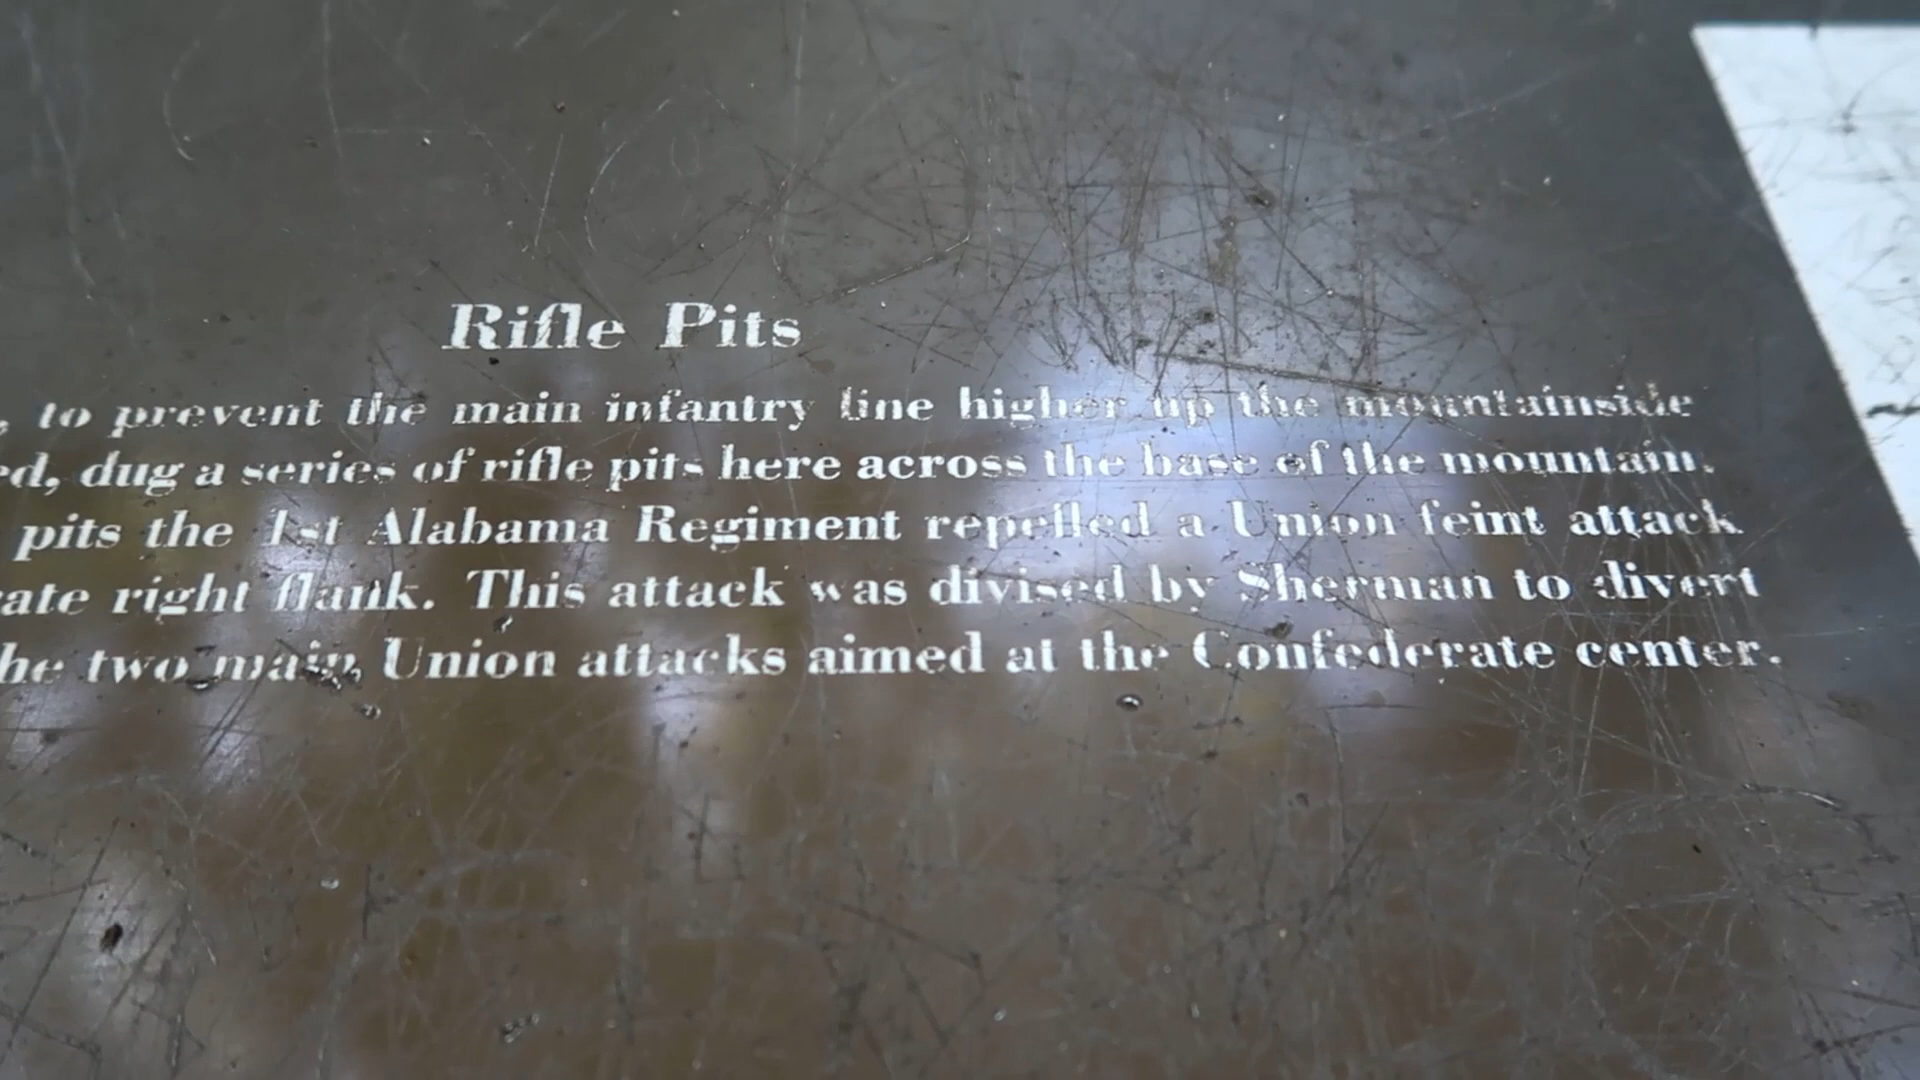 Rifle Pits
, to prevent the main infantry line higher up the mountainside
ed, dug a series of rifle pits here across the base of the mountain.
pits the 1st Alabama Regiment repelled a Union feint attack
ate right flank. This attack was divised by Sherman to divert
he two main Union attacks aimed at the Confederate center.